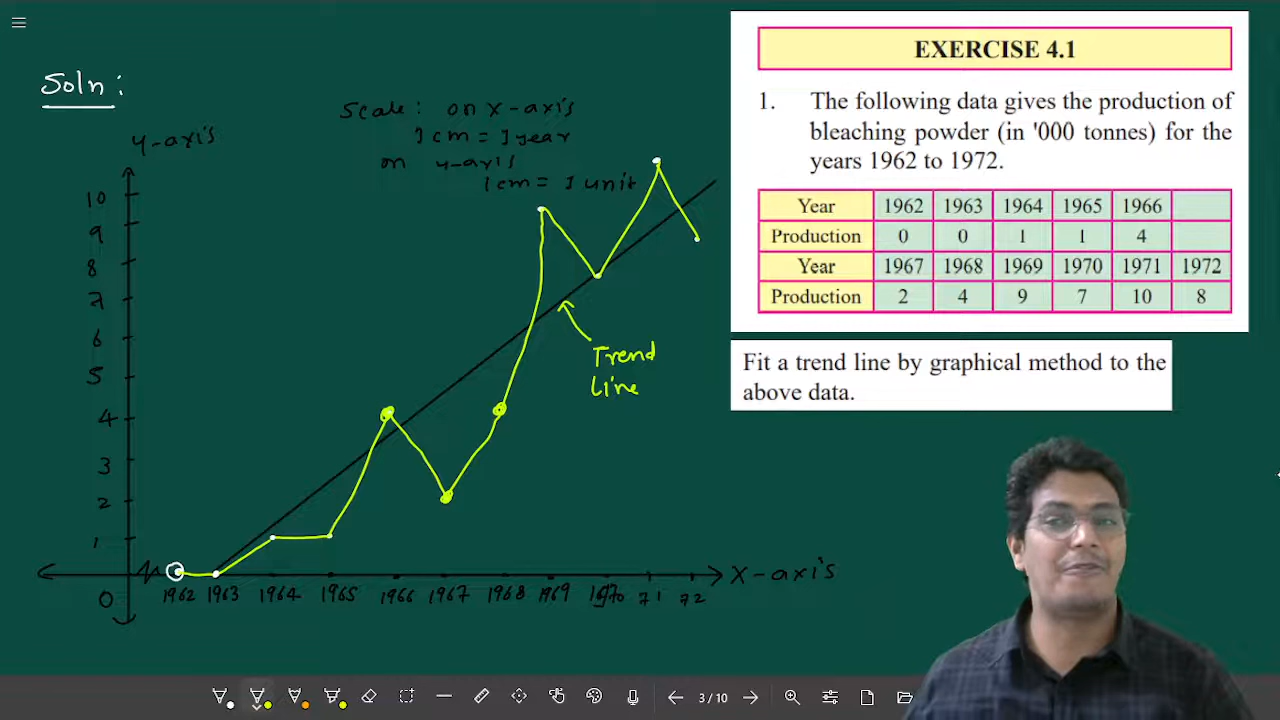 Soln :
y-axis
Scale: on x-axis
1 cm = 1 year
on y-axis
1 cm = 1 unit
10
9
8
7
6
5
4
3
2
1
0
1962 1963 1964 1965 1966 1967 1968 1969 1970 71 72
x-axis
Trend
Line
EXERCISE 4.1
1. The following data gives the production of
bleaching powder (in '000 tonnes) for the
years 1962 to 1972.
Year 1962 1963 1964 1965 1966
Production 0 0 1 1 4
Year 1967 1968 1969 1970 1971 1972
Production 2 4 9 7 10 8
Fit a trend line by graphical method to the
above data.
3/10